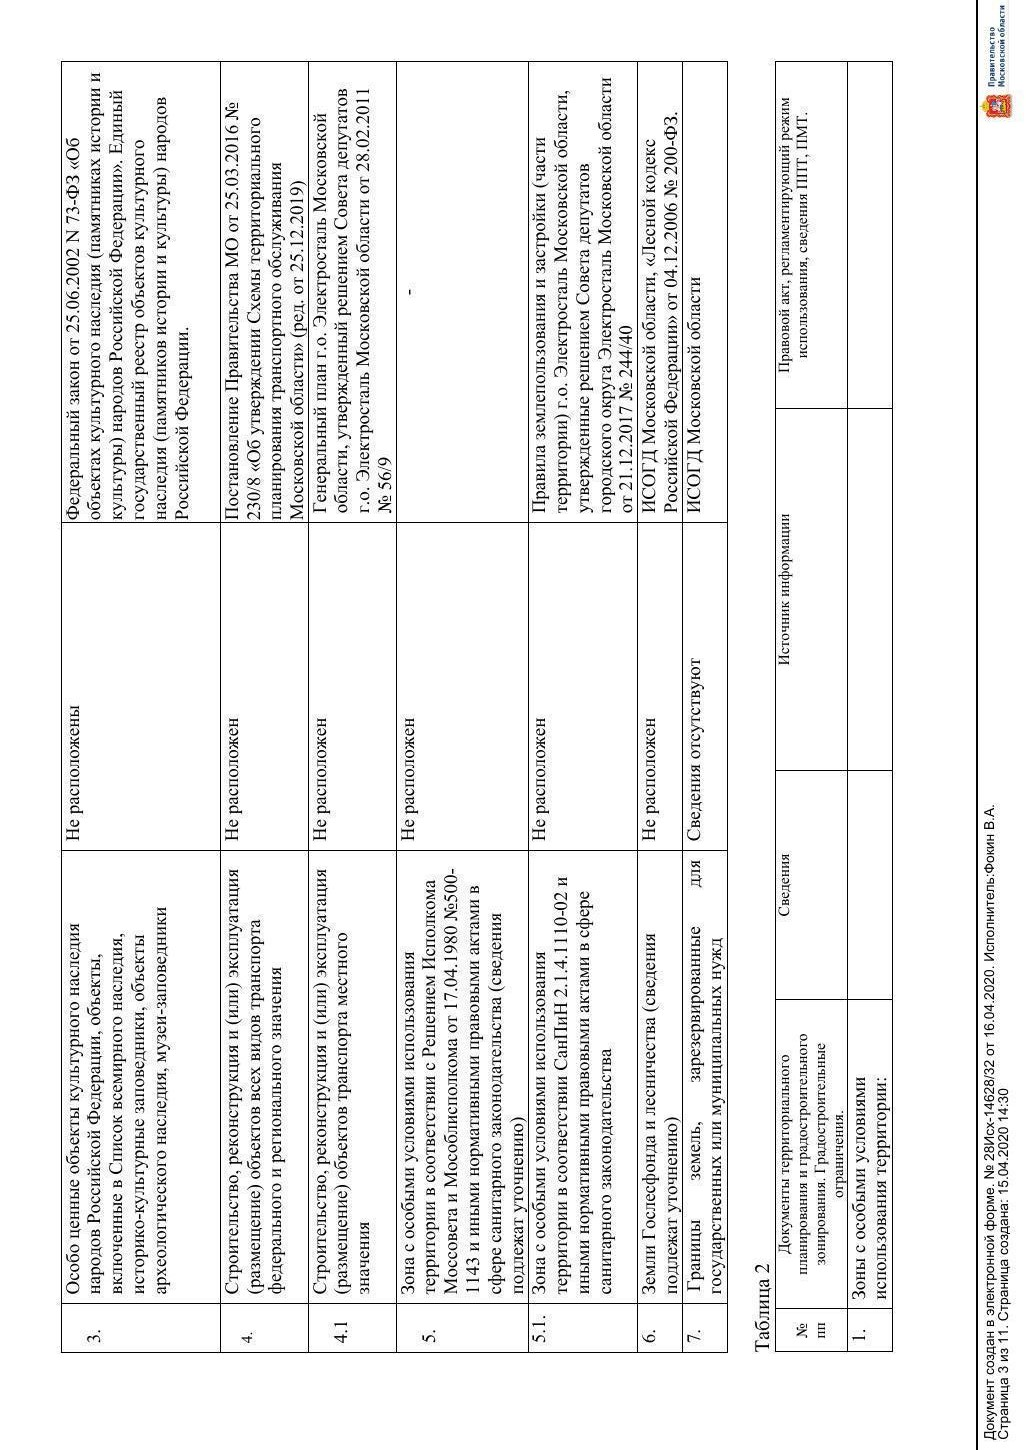 3.
Особо ценные объекты культурного наследия
народов Российской Федерации, объекты,
включенные в Список всемирного наследия,
историко-культурные заповедники, объекты
археологического наследия, музеи-заповедники
Не расположены
Федеральный закон от 25.06.2002 N 73-ФЗ «Об
объектах культурного наследия (памятниках истории и
культуры) народов Российской Федерации». Единый
государственный реестр объектов культурного
наследия (памятников истории и культуры) народов
Российской Федерации.
4.
Строительство, реконструкция и (или) эксплуатация
(размещение) объектов всех видов транспорта
федерального и регионального значения
Не расположен
Постановление Правительства МО от 25.03.2016 №
230/8 «Об утверждении Схемы территориального
планирования транспортного обслуживания
Московской области» (ред. от 25.12.2019)
4.1
Строительство, реконструкция и (или) эксплуатация
(размещение) объектов транспорта местного
значения
Не расположен
Генеральный план г.о. Электросталь Московской
области, утвержденный решением Совета депутатов
г.о. Электросталь Московской области от 28.02.2011
№ 56/9
5.
Зона с особыми условиями использования
территории в соответствии с Решением Исполкома
Моссовета и Мособлисполкома от 17.04.1980 №500-
1143 и иными нормативными правовыми актами в
сфере санитарного законодательства (сведения
подлежат уточнению)
Не расположен
-
5.1.
Зона с особыми условиями использования
территории в соответствии СанПиН 2.1.4.1110-02 и
иными нормативными правовыми актами в сфере
санитарного законодательства
Не расположен
Правила землепользования и застройки (части
территории) г.о. Электросталь Московской области,
утвержденные решением Совета депутатов
городского округа Электросталь Московской области
от 21.12.2017 № 244/40
6.
Земли Гослесфонда и лесничества (сведения
подлежат уточнению)
Не расположен
ИСОГД Московской области, «Лесной кодекс
Российской Федерации» от 04.12.2006 № 200-ФЗ.
7.
Границы земель, зарезервированные для
государственных или муниципальных нужд
Сведения отсутствуют
ИСОГД Московской области
Таблица 2
№
пп
Документы территориального
планирования и градостроительного
зонирования. Градостроительные
ограничения.
Сведения
Источник информации
Правовой акт, регламентирующий режим
использования, сведения ППТ, ПМТ.
1.
Зоны с особыми условиями
использования территории:
Документ создан в электронной форме. № 28Исх-14628/32 от 16.04.2020. Исполнитель:Фокин В.А.
Страница 3 из 11. Страница создана: 15.04.2020 14:30
Правительство
Московской области